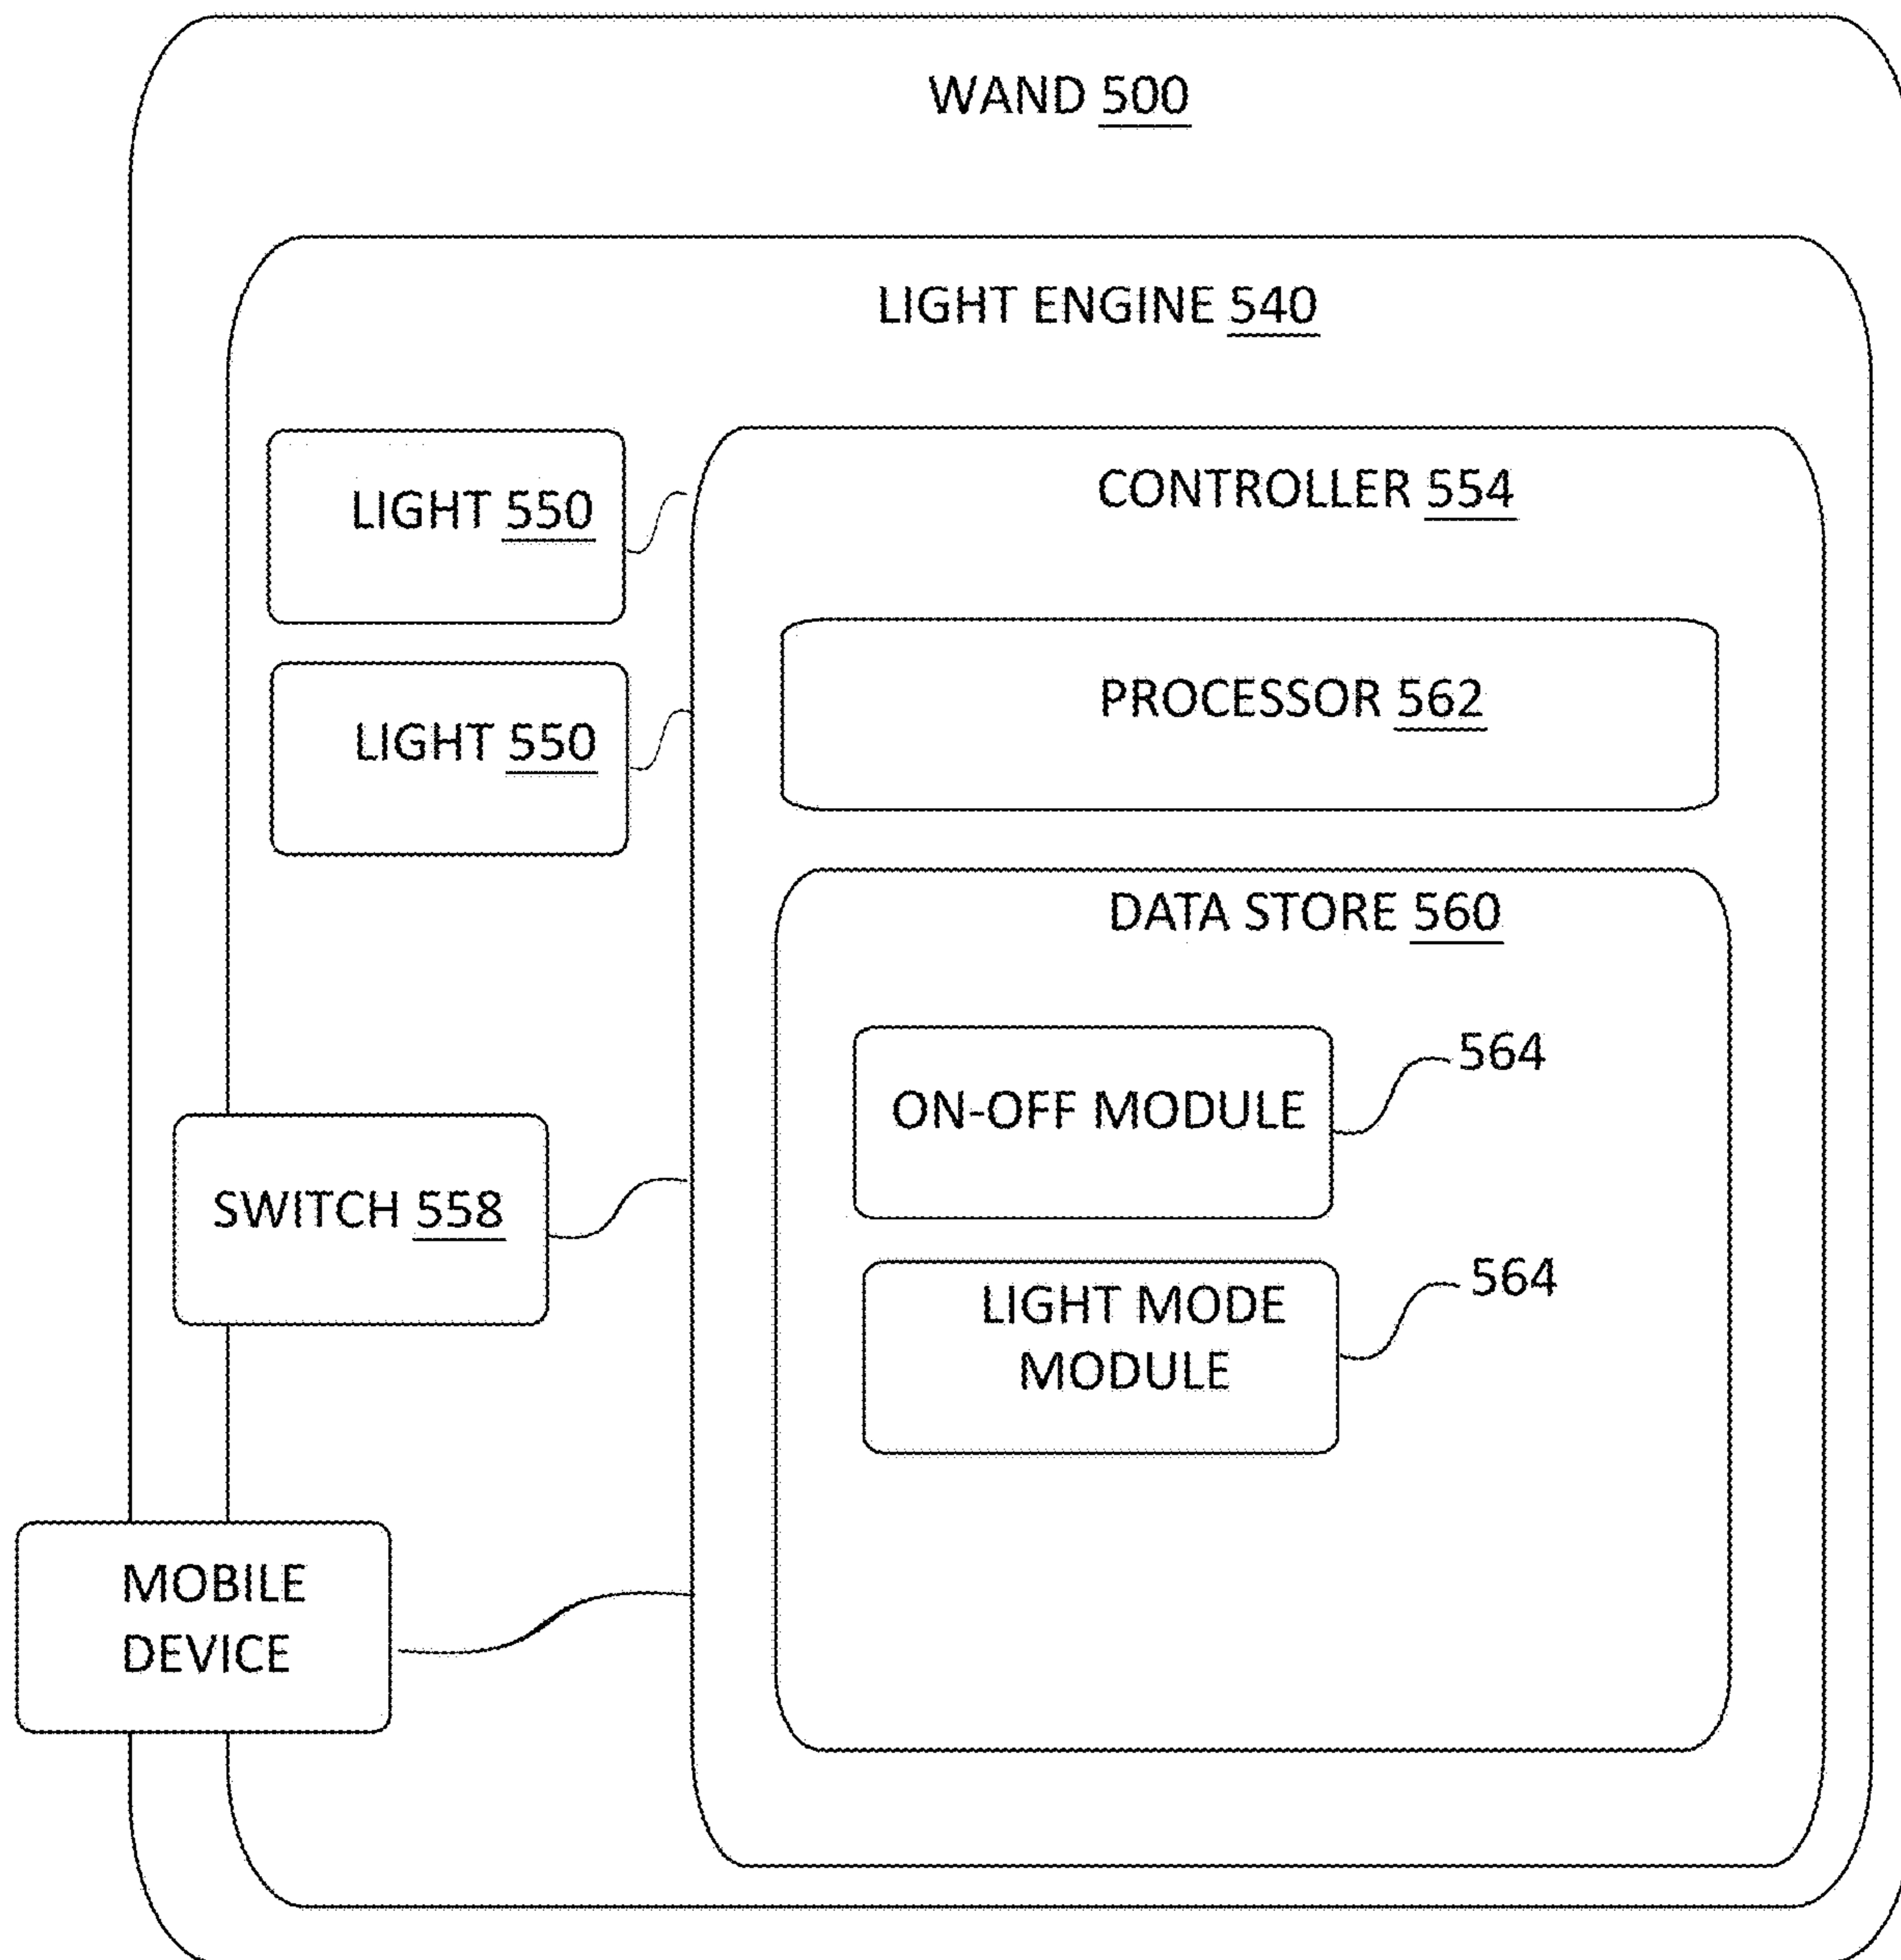 WAND 500
LIGHT ENGINE 540
LIGHT 550
CONTROLLER 554
PROCESSOR 562
LIGHT 550
DATA STORE 560
ON-OFF MODULE
564
SWITCH 558
LIGHT MODE
MODULE
564
MOBILE
DEVICE